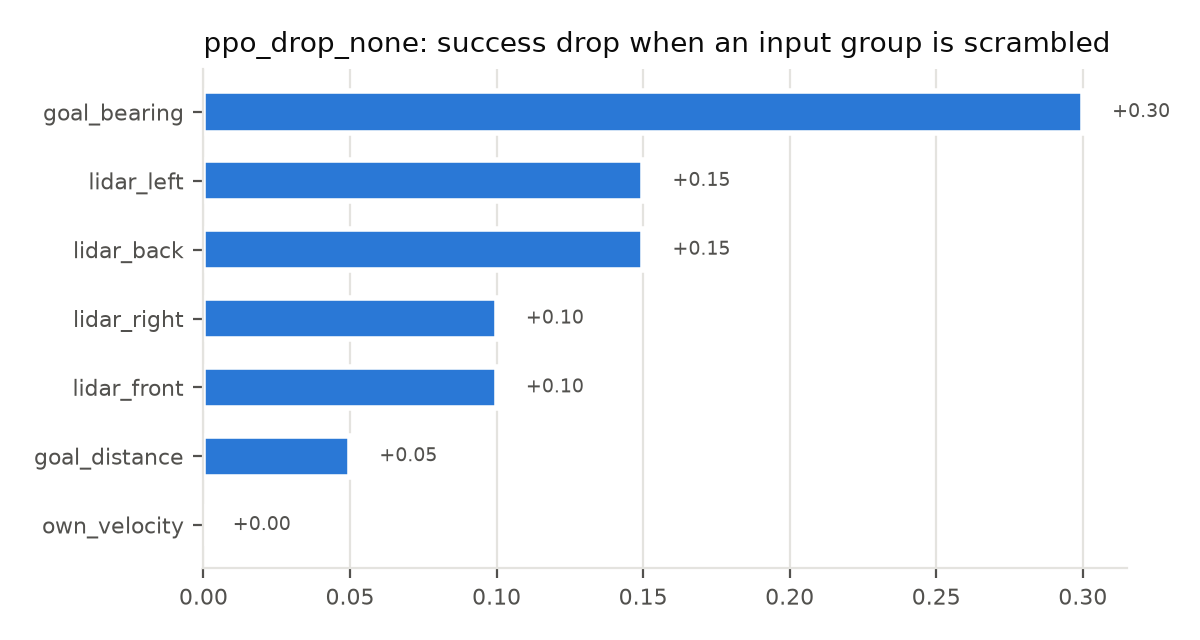 ppo_drop_none: success drop when an input group is scrambled
goal_bearing +0.30
lidar_left +0.15
lidar_back +0.15
lidar_right +0.10
lidar_front +0.10
goal_distance +0.05
own_velocity +0.00
0.00 0.05 0.10 0.15 0.20 0.25 0.30